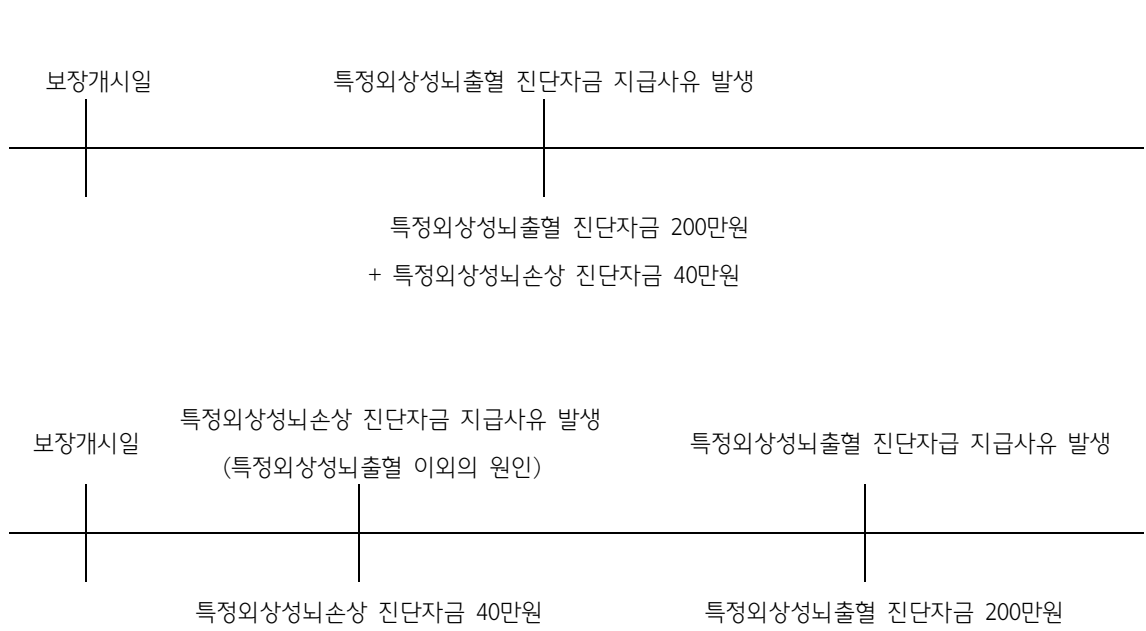 보장개시일
특정외상성뇌출혈 진단자금 지급사유 발생
특정외상성뇌출혈 진단자금 200만원
+ 특정외상성뇌손상 진단자금 40만원
보장개시일
특정외상성뇌손상 진단자금 지급사유 발생
(특정외상성뇌출혈 이외의 원인)
특정외상성뇌출혈 진단자급 지급사유 발생
특정외상성뇌손상 진단자금 40만원
특정외상성뇌출혈 진단자금 200만원